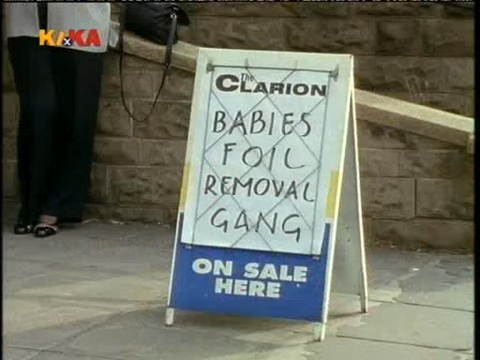 KiKA
The
CLARION
BABIES
FOIL
REMOVAL
GANG
ON SALE
HERE